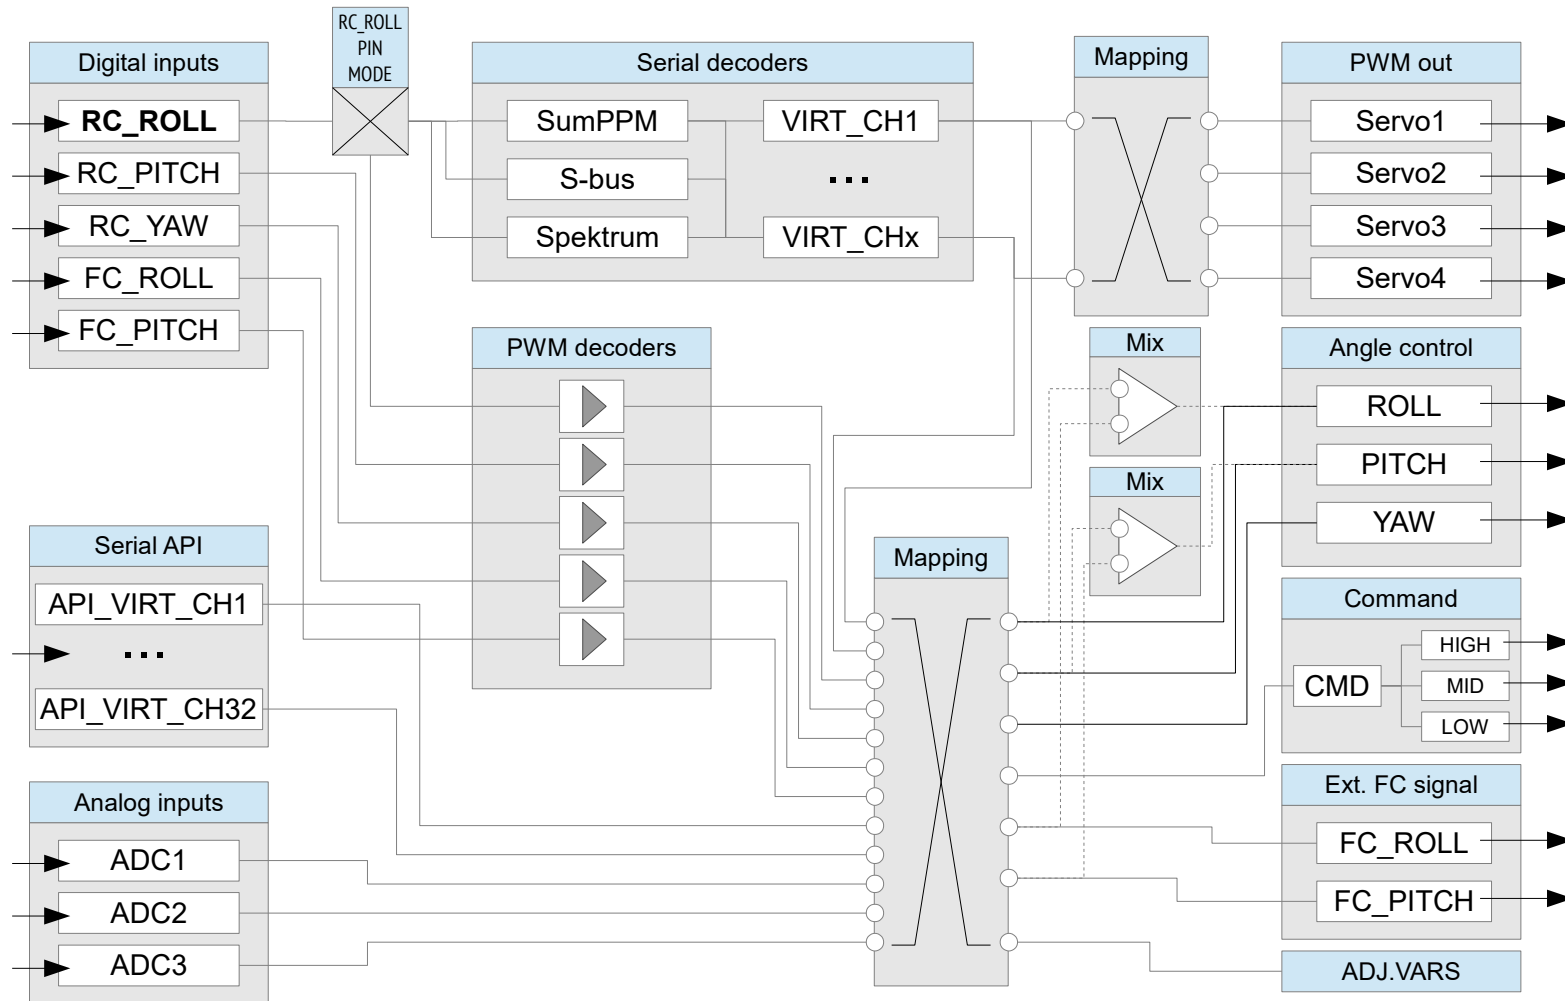 RC_ROLL
PIN
MODE
Digital inputs
RC_ROLL
RC_PITCH
RC_YAW
FC_ROLL
FC_PITCH
Serial decoders
SumPPM
VIRT_CH1
S-bus
...
Spektrum
VIRT_CHx
Mapping
PWM out
Servo1
Servo2
Servo3
Servo4
PWM decoders
Mix
Mix
Angle control
ROLL
PITCH
YAW
Serial API
API_VIRT_CH1
...
API_VIRT_CH32
Mapping
Command
CMD
HIGH
MID
LOW
Analog inputs
ADC1
ADC2
ADC3
Ext. FC signal
FC_ROLL
FC_PITCH
ADJ.VARS